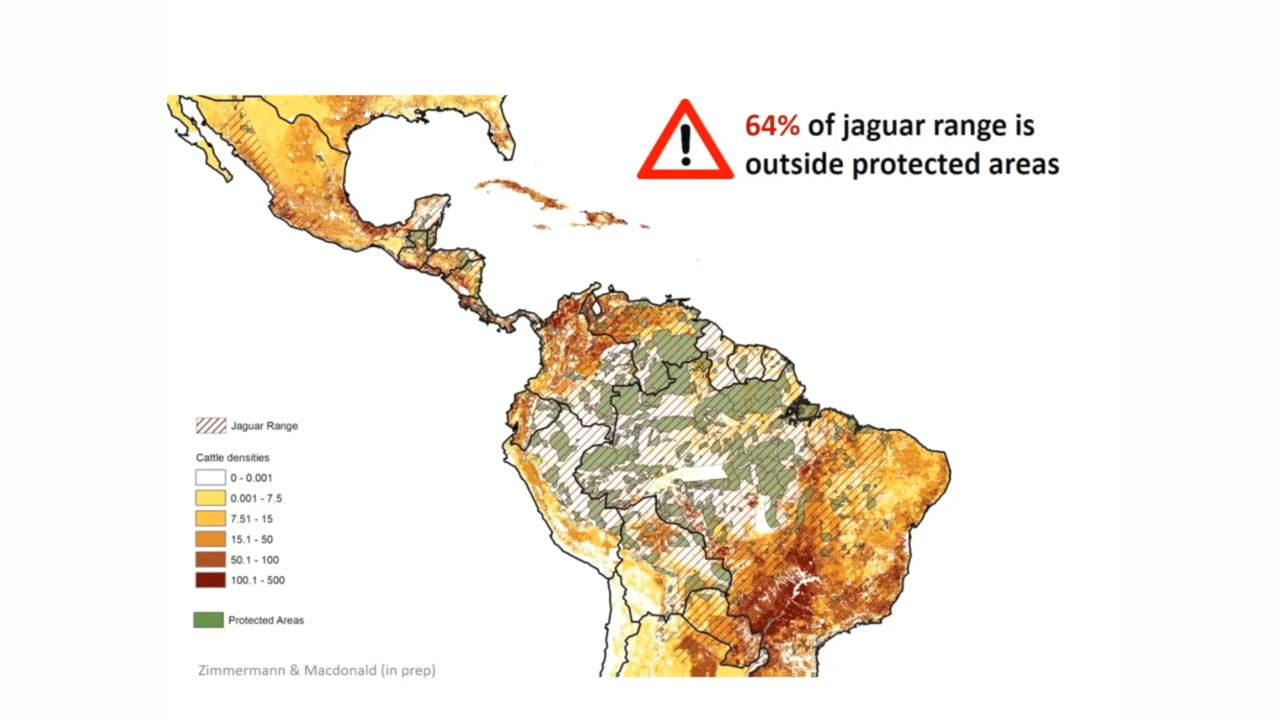 64% of jaguar range is
outside protected areas
Jaguar Range
Cattle densities
0 - 0.001
0.001 - 7.5
7.51 - 15
15.1 - 50
50.1 - 100
100.1 - 500
Protected Areas
Zimmermann & Macdonald (in prep)